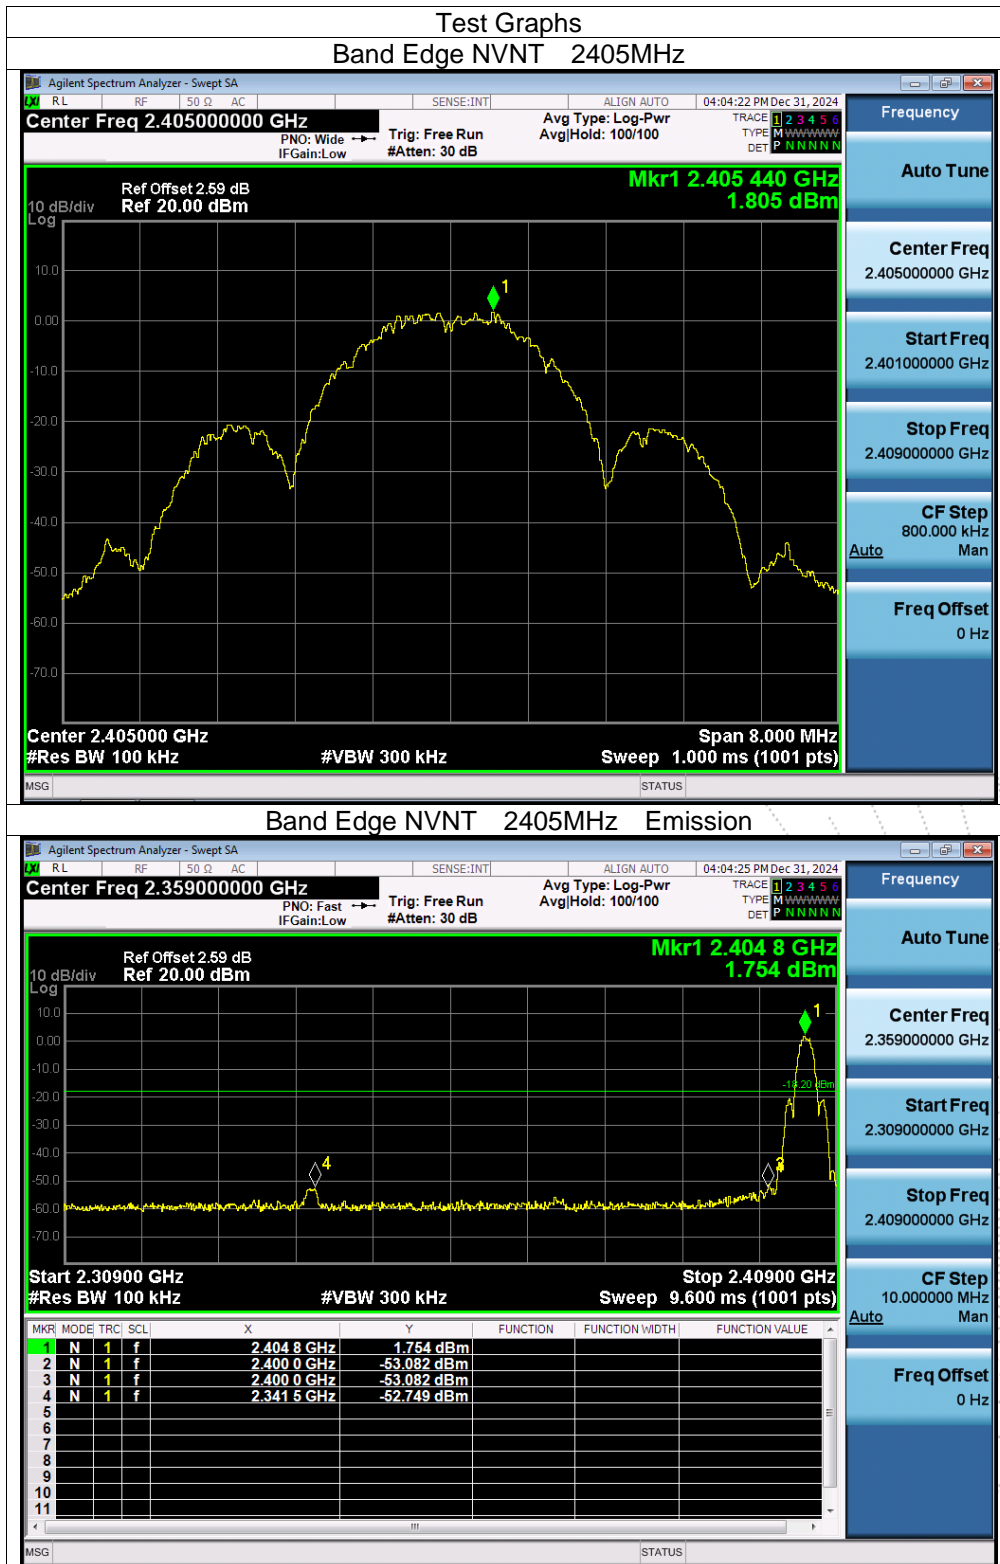 Test Graphs
Band Edge NVNT 2405MHz
Agilent Spectrum Analyzer - Swept SA
LXI RL RF 50 Ω AC SENSE:INT ALIGN AUTO 04:04:22 PM Dec 31, 2024
Center Freq 2.405000000 GHz
PNO: Wide
IFGain:Low
Trig: Free Run
#Atten: 30 dB
Avg Type: Log-Pwr
Avg|Hold: 100/100
TRACE 1 2 3 4 5 6
TYPE M WWWWW
DET P N N N N N
Frequency
Auto Tune
Mkr1 2.405 440 GHz
1.805 dBm
Ref Offset 2.59 dB
10 dB/div Ref 20.00 dBm
Log
10.0
0.00
-10.0
-20.0
-30.0
-40.0
-50.0
-60.0
-70.0
1
Center Freq
2.405000000 GHz
Start Freq
2.401000000 GHz
Stop Freq
2.409000000 GHz
CF Step
800.000 kHz
Auto Man
Freq Offset
0 Hz
Center 2.405000 GHz Span 8.000 MHz
#Res BW 100 kHz #VBW 300 kHz Sweep 1.000 ms (1001 pts)
MSG STATUS
Band Edge NVNT 2405MHz Emission
Agilent Spectrum Analyzer - Swept SA
LXI RL RF 50 Ω AC SENSE:INT ALIGN AUTO 04:04:25 PM Dec 31, 2024
Center Freq 2.359000000 GHz
PNO: Fast
IFGain:Low
Trig: Free Run
#Atten: 30 dB
Avg Type: Log-Pwr
Avg|Hold: 100/100
TRACE 1 2 3 4 5 6
TYPE M WWWWW
DET P N N N N N
Frequency
Auto Tune
Mkr1 2.404 8 GHz
1.754 dBm
Ref Offset 2.59 dB
10 dB/div Ref 20.00 dBm
Log
10.0
0.00
-10.0
-20.0
-30.0
-40.0
-50.0
-60.0
-70.0
1
-18.20 dBm
4
3
Center Freq
2.359000000 GHz
Start Freq
2.309000000 GHz
Stop Freq
2.409000000 GHz
CF Step
10.000000 MHz
Auto Man
Freq Offset
0 Hz
Start 2.30900 GHz Stop 2.40900 GHz
#Res BW 100 kHz #VBW 300 kHz Sweep 9.600 ms (1001 pts)
MKR MODE TRC SCL X Y FUNCTION FUNCTION WIDTH FUNCTION VALUE
1 N 1 f 2.404 8 GHz 1.754 dBm
2 N 1 f 2.400 0 GHz -53.082 dBm
3 N 1 f 2.400 0 GHz -53.082 dBm
4 N 1 f 2.341 5 GHz -52.749 dBm
5
6
7
8
9
10
11
MSG STATUS